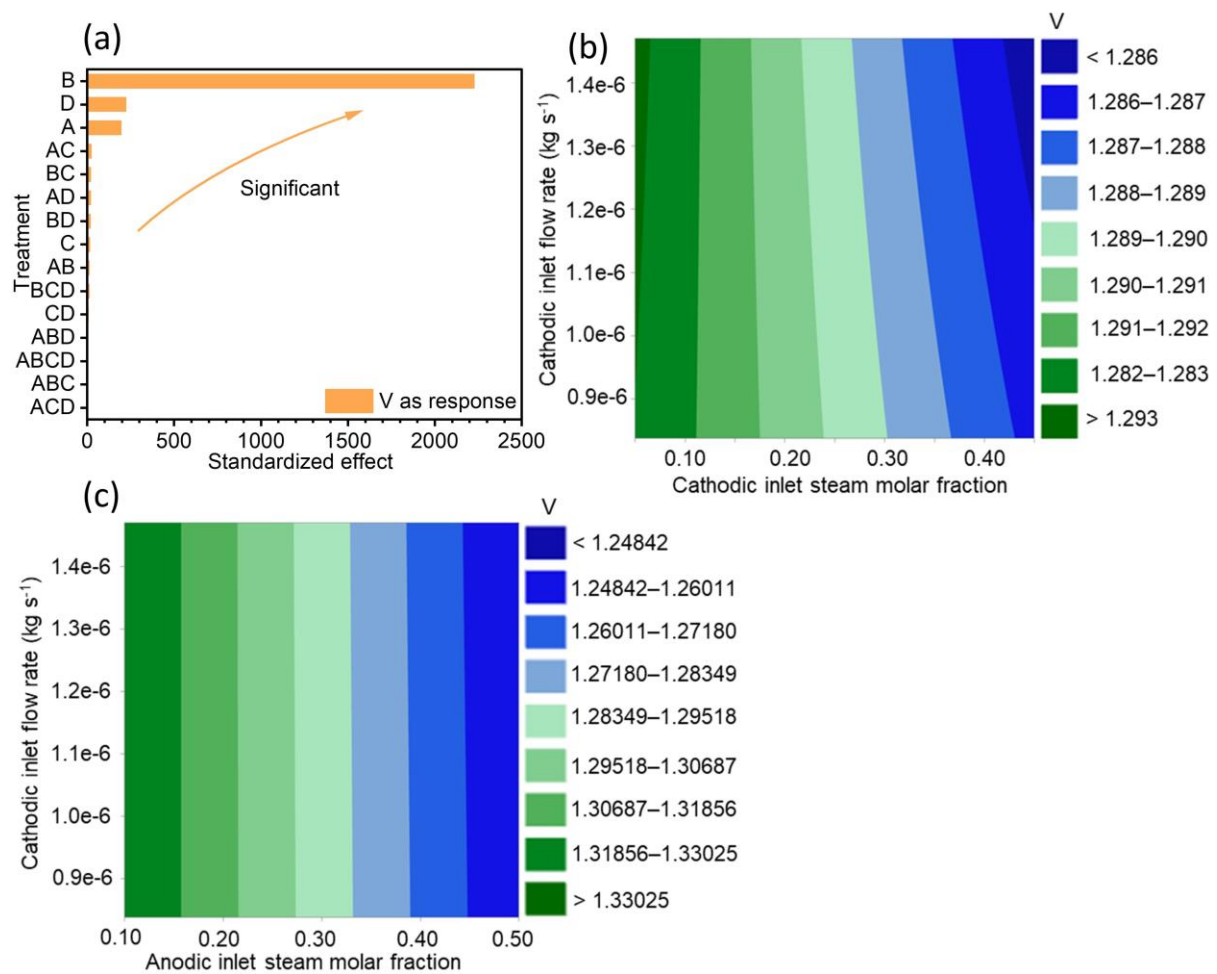 (a)
B
D
A
AC
BC
AD
BD
C
AB
BCD
CD
ABD
ABCD
ABC
ACD
Treatment
Significant
V as response
0 500 1000 1500 2000 2500
Standardized effect
(b)
V
Cathodic inlet flow rate (kg s-1)
1.4e-6
1.3e-6
1.2e-6
1.1e-6
1.0e-6
0.9e-6
0.10 0.20 0.30 0.40
Cathodic inlet steam molar fraction
< 1.286
1.286–1.287
1.287–1.288
1.288–1.289
1.289–1.290
1.290–1.291
1.291–1.292
1.282–1.283
> 1.293
(c)
V
Cathodic inlet flow rate (kg s-1)
1.4e-6
1.3e-6
1.2e-6
1.1e-6
1.0e-6
0.9e-6
0.10 0.20 0.30 0.40 0.50
Anodic inlet steam molar fraction
< 1.24842
1.24842–1.26011
1.26011–1.27180
1.27180–1.28349
1.28349–1.29518
1.29518–1.30687
1.30687–1.31856
1.31856–1.33025
> 1.33025